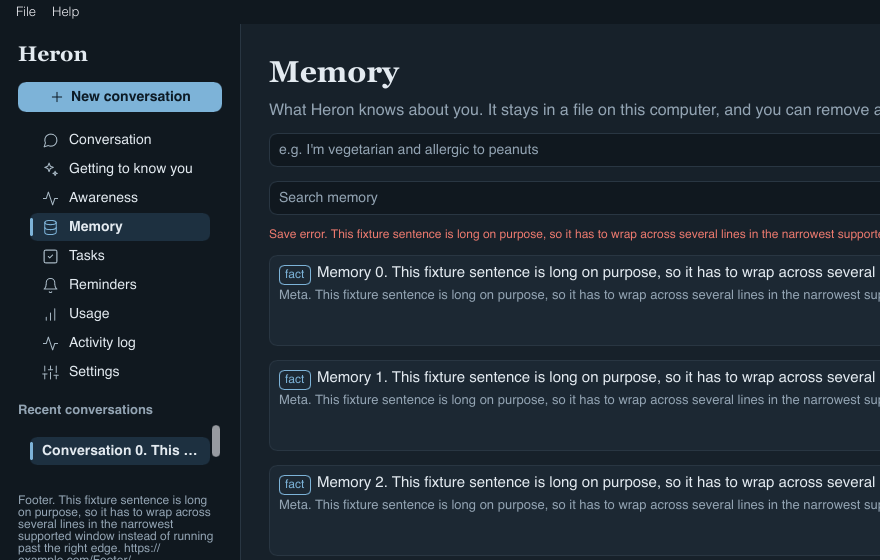 File Help
Heron
New conversation
Conversation
Getting to know you
Awareness
Memory
Tasks
Reminders
Usage
Activity log
Settings
Recent conversations
Conversation 0. This …
Footer. This fixture sentence is long
on purpose, so it has to wrap across
several lines in the narrowest
supported window instead of running
past the right edge. https://
example.com/Footer/
Memory
What Heron knows about you. It stays in a file on this computer, and you can remove a
e.g. I'm vegetarian and allergic to peanuts
Search memory
Save error. This fixture sentence is long on purpose, so it has to wrap across several lines in the narrowest supporte
fact Memory 0. This fixture sentence is long on purpose, so it has to wrap across several
Meta. This fixture sentence is long on purpose, so it has to wrap across several lines in the narrowest sup
fact Memory 1. This fixture sentence is long on purpose, so it has to wrap across several
Meta. This fixture sentence is long on purpose, so it has to wrap across several lines in the narrowest sup
fact Memory 2. This fixture sentence is long on purpose, so it has to wrap across several
Meta. This fixture sentence is long on purpose, so it has to wrap across several lines in the narrowest sup